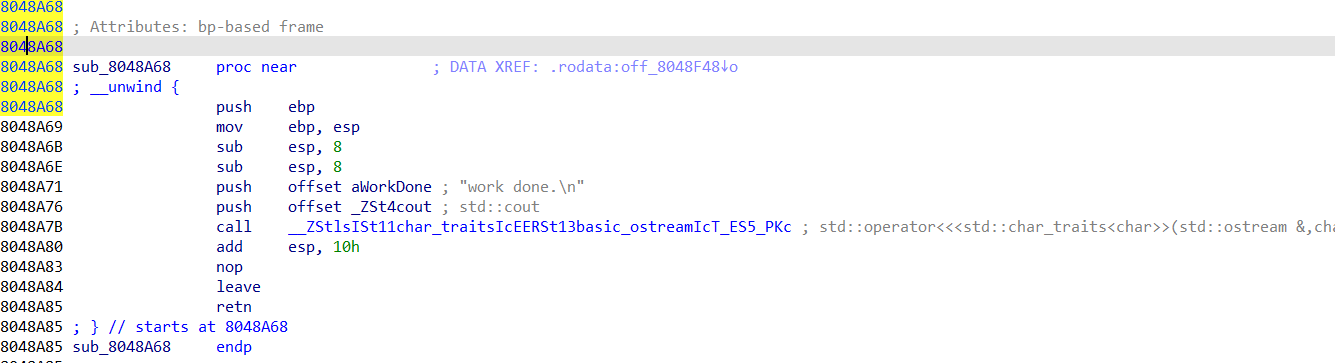 8048A68
8048A68 ; Attributes: bp-based frame
8048A68
8048A68 sub_8048A68 proc near ; DATA XREF: .rodata:off_8048F48↓o
8048A68 ; __unwind {
8048A68 push ebp
8048A69 mov ebp, esp
8048A6B sub esp, 8
8048A6E sub esp, 8
8048A71 push offset aWorkDone ; "work done.\n"
8048A76 push offset _ZSt4cout ; std::cout
8048A7B call __ZStlsISt11char_traitsIcEERSt13basic_ostreamIcT_ES5_PKc ; std::operator<<<std::char_traits<char>>(std::ostream &,cha
8048A80 add esp, 10h
8048A83 nop
8048A84 leave
8048A85 retn
8048A85 ; } // starts at 8048A68
8048A85 sub_8048A68 endp